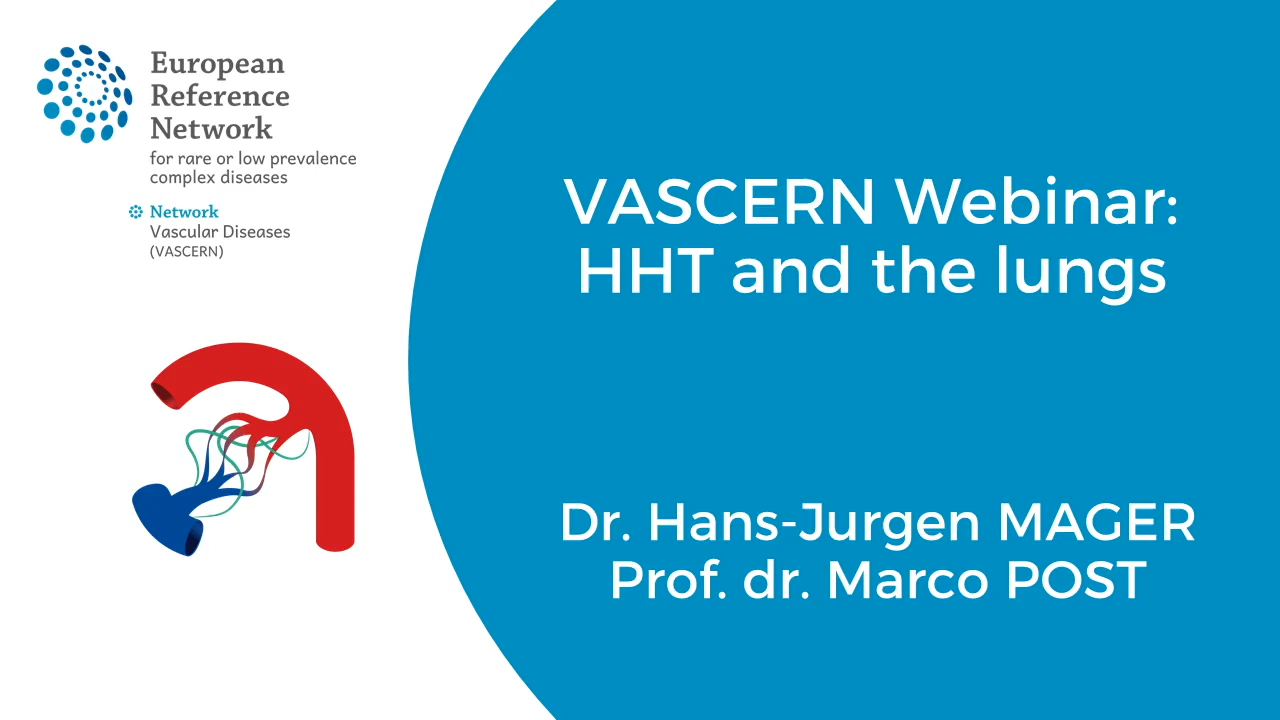 European
Reference
Network
for rare or low prevalence
complex diseases
Network
Vascular Diseases
(VASCERN)
VASCERN Webinar:
HHT and the lungs
Dr. Hans-Jurgen MAGER
Prof. dr. Marco POST